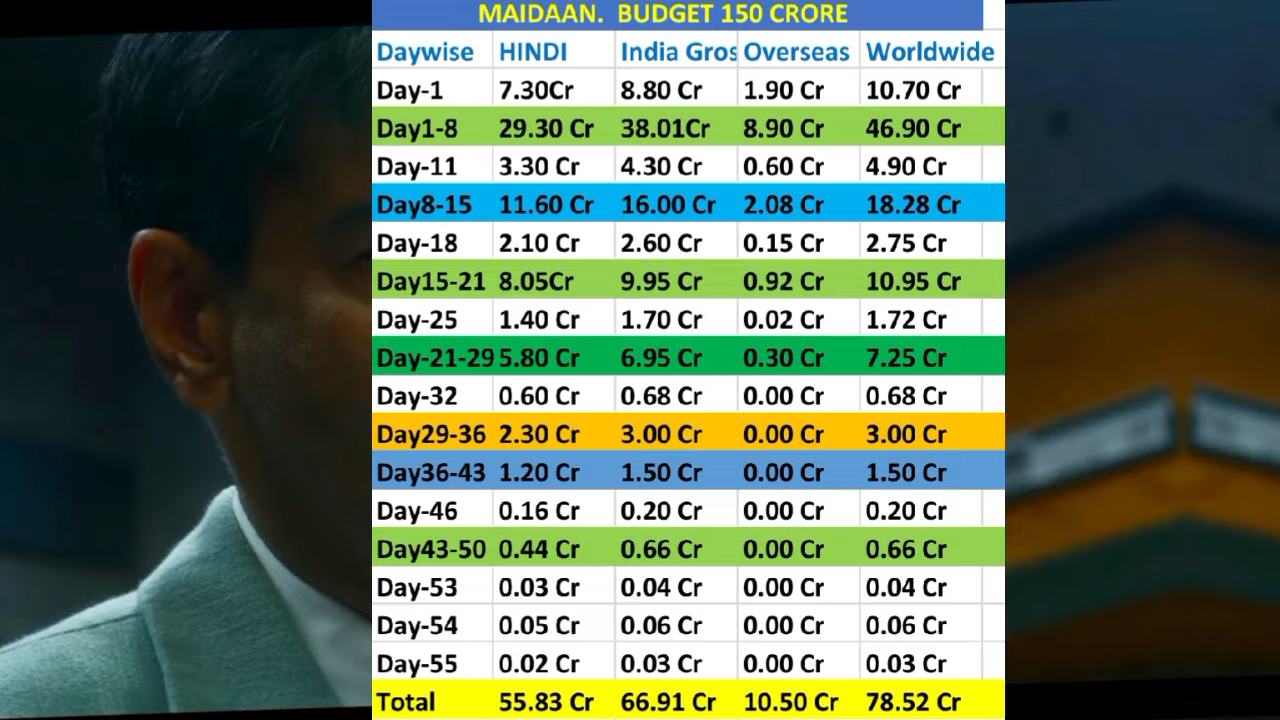 MAIDAAN. BUDGET 150 CRORE
Daywise HINDI India Gros Overseas Worldwide
Day-1 7.30Cr 8.80 Cr 1.90 Cr 10.70 Cr
Day1-8 29.30 Cr 38.01Cr 8.90 Cr 46.90 Cr
Day-11 3.30 Cr 4.30 Cr 0.60 Cr 4.90 Cr
Day8-15 11.60 Cr 16.00 Cr 2.08 Cr 18.28 Cr
Day-18 2.10 Cr 2.60 Cr 0.15 Cr 2.75 Cr
Day15-21 8.05Cr 9.95 Cr 0.92 Cr 10.95 Cr
Day-25 1.40 Cr 1.70 Cr 0.02 Cr 1.72 Cr
Day-21-29 5.80 Cr 6.95 Cr 0.30 Cr 7.25 Cr
Day-32 0.60 Cr 0.68 Cr 0.00 Cr 0.68 Cr
Day29-36 2.30 Cr 3.00 Cr 0.00 Cr 3.00 Cr
Day36-43 1.20 Cr 1.50 Cr 0.00 Cr 1.50 Cr
Day-46 0.16 Cr 0.20 Cr 0.00 Cr 0.20 Cr
Day43-50 0.44 Cr 0.66 Cr 0.00 Cr 0.66 Cr
Day-53 0.03 Cr 0.04 Cr 0.00 Cr 0.04 Cr
Day-54 0.05 Cr 0.06 Cr 0.00 Cr 0.06 Cr
Day-55 0.02 Cr 0.03 Cr 0.00 Cr 0.03 Cr
Total 55.83 Cr 66.91 Cr 10.50 Cr 78.52 Cr